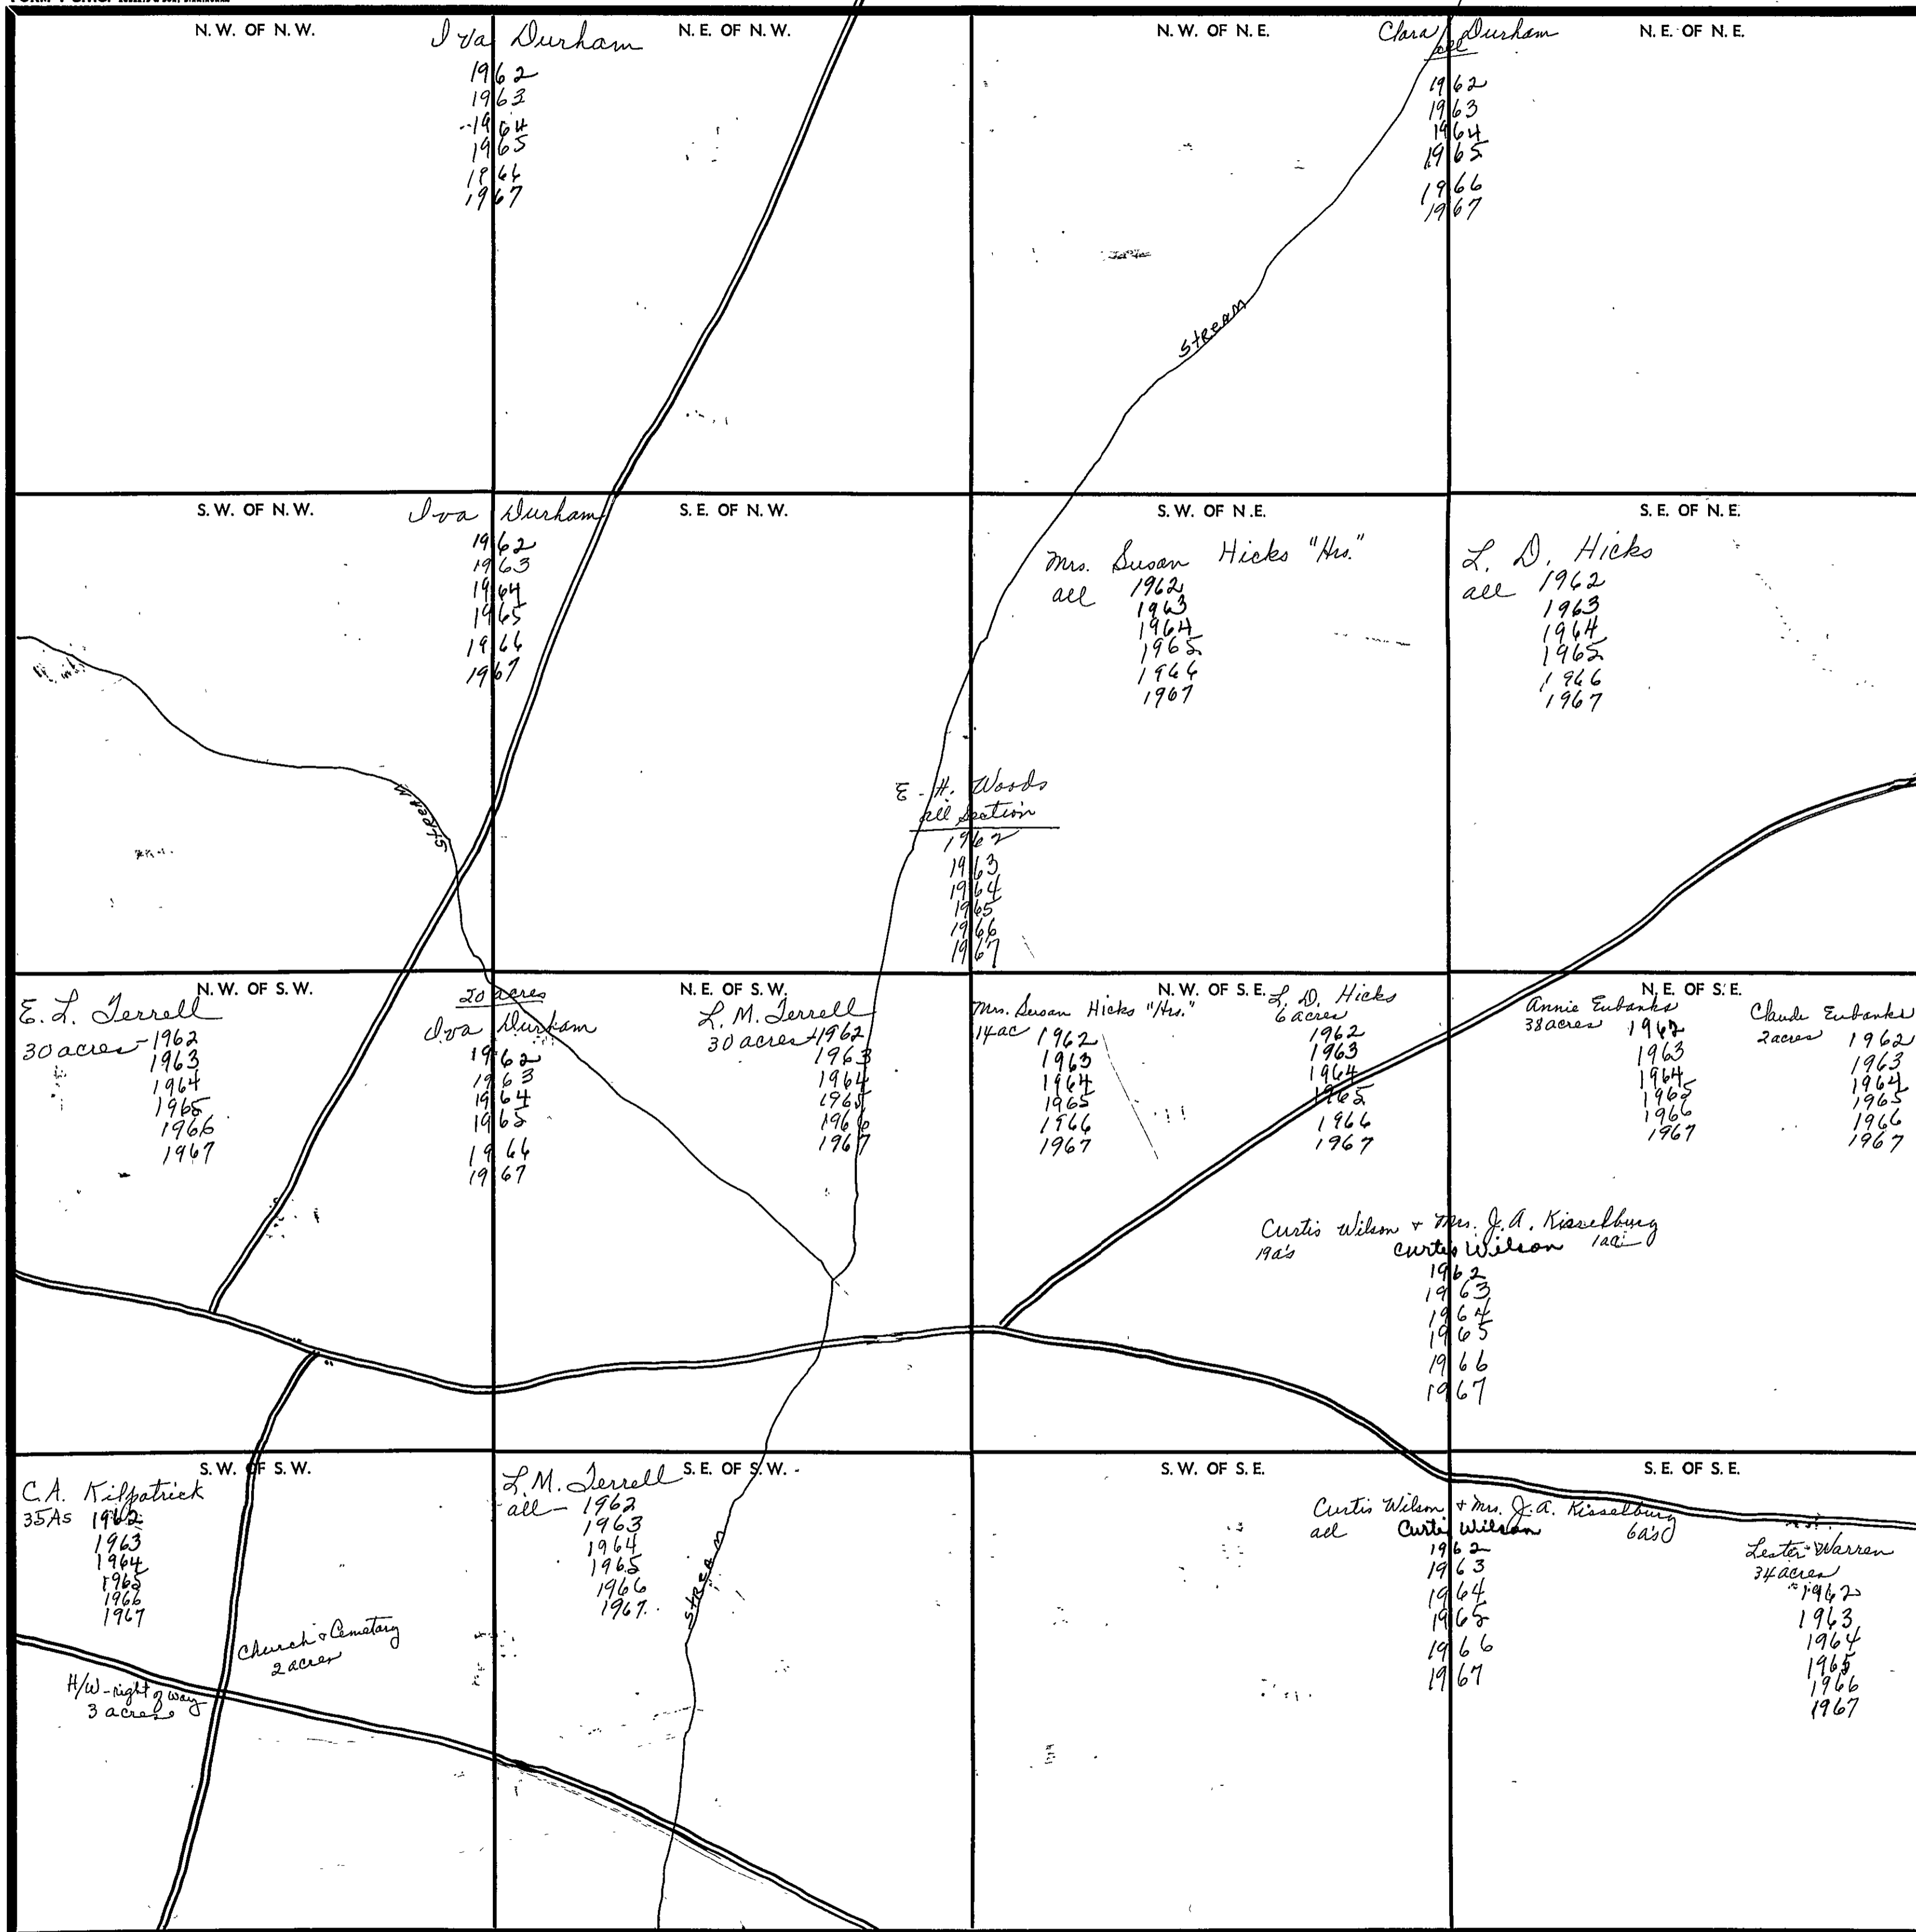 N.W. OF N.W.
Iva Durham
1962
1963
1964
1965
1966
1967
N.E. OF N.W.
N.W. OF N.E.
Clara Durham
all
1962
1963
1964
1965
1966
1967
N.E. OF N.E.
S.W. OF N.W.
Iva Durham
1962
1963
1964
1965
1966
1967
S.E. OF N.W.
S.W. OF N.E.
Mrs. Susan Hicks "Hrs."
all 1962
1963
1964
1965
1966
1967
S.E. OF N.E.
L. D. Hicks
all 1962
1963
1964
1965
1966
1967
STREAM
STREAM
E. H. Woods
all Section
1962
1963
1964
1965
1966
1967
N.W. OF S.W.
E. L. Terrell
30 acres - 1962
1963
1964
1965
1966
1967
20 acres
Iva Durham
1962
1963
1964
1965
1966
1967
N.E. OF S.W.
L. M. Terrell
30 acres - 1962
1963
1964
1965
1966
1967
N.W. OF S.E.
Mrs. Susan Hicks "Hrs."
14 ac 1962
1963
1964
1965
1966
1967
L. D. Hicks
6 acres
1962
1963
1964
1965
1966
1967
N.E. OF S.E.
Annie Eubanks
38 acres 1962
1963
1964
1965
1966
1967
Claude Eubanks
2 acres 1962
1963
1964
1965
1966
1967
Curtis Wilson + Mrs. J. A. Kisselburg
19 a's Curtis Wilson 1 ac
1962
1963
1964
1965
1966
1967
S.W. OF S.W.
C.A. Kilpatrick
35 As 1962
1963
1964
1965
1966
1967
Church & Cemetary
2 acres
H/W - right of way
3 acres
S.E. OF S.W.
L. M. Terrell
all - 1962
1963
1964
1965
1966
1967
STREAM
S.W. OF S.E.
S.E. OF S.E.
Curtis Wilson + Mrs. J. A. Kisselburg
all Curtis Wilson 6 a's
1962
1963
1964
1965
1966
1967
Lester Warren
34 acres
1962
1963
1964
1965
1966
1967